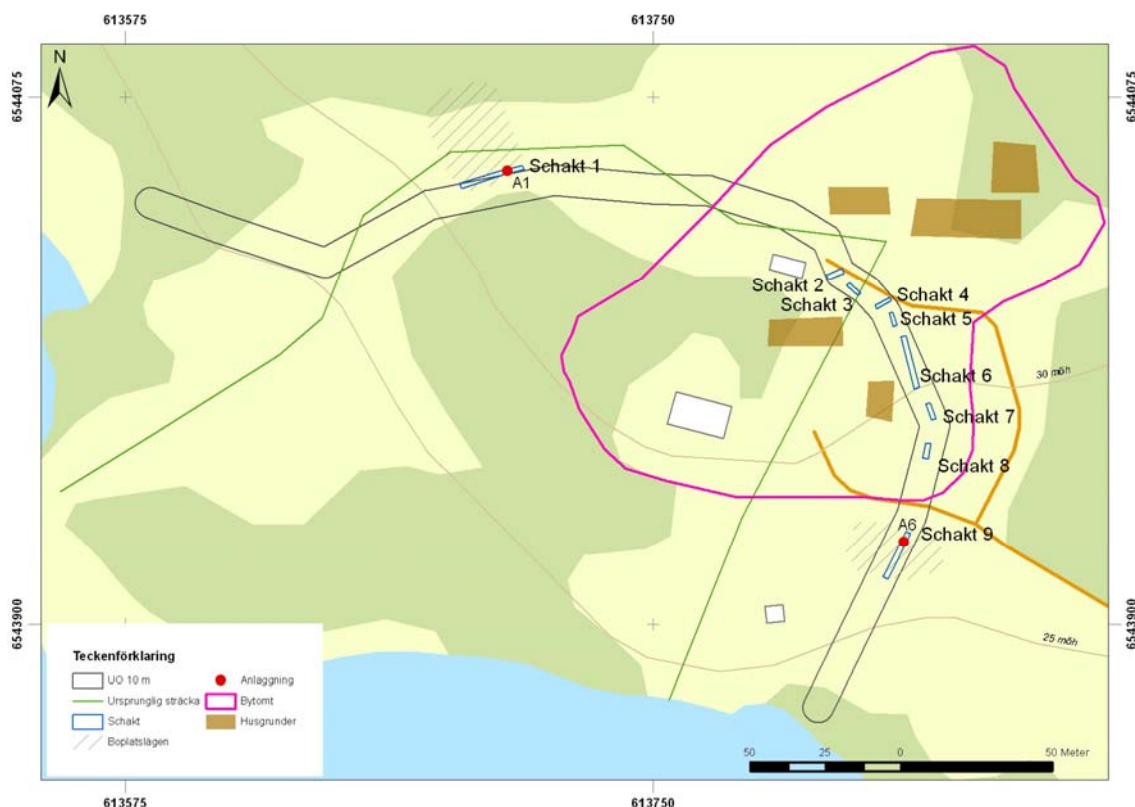 613575
613750
N
6544075
6544075
Schakt 1
A1
Schakt 2
Schakt 3
Schakt 4
Schakt 5
Schakt 6
30 möh
Schakt 7
Schakt 8
A6
Schakt 9
6543900
6543900
25 möh
Teckenförklaring
UO 10 m
Anläggning
Ursprunglig sträcka
Bytomt
Schakt
Husgrunder
Boplatslägen
50 25 0 50 Meter
613575
613750